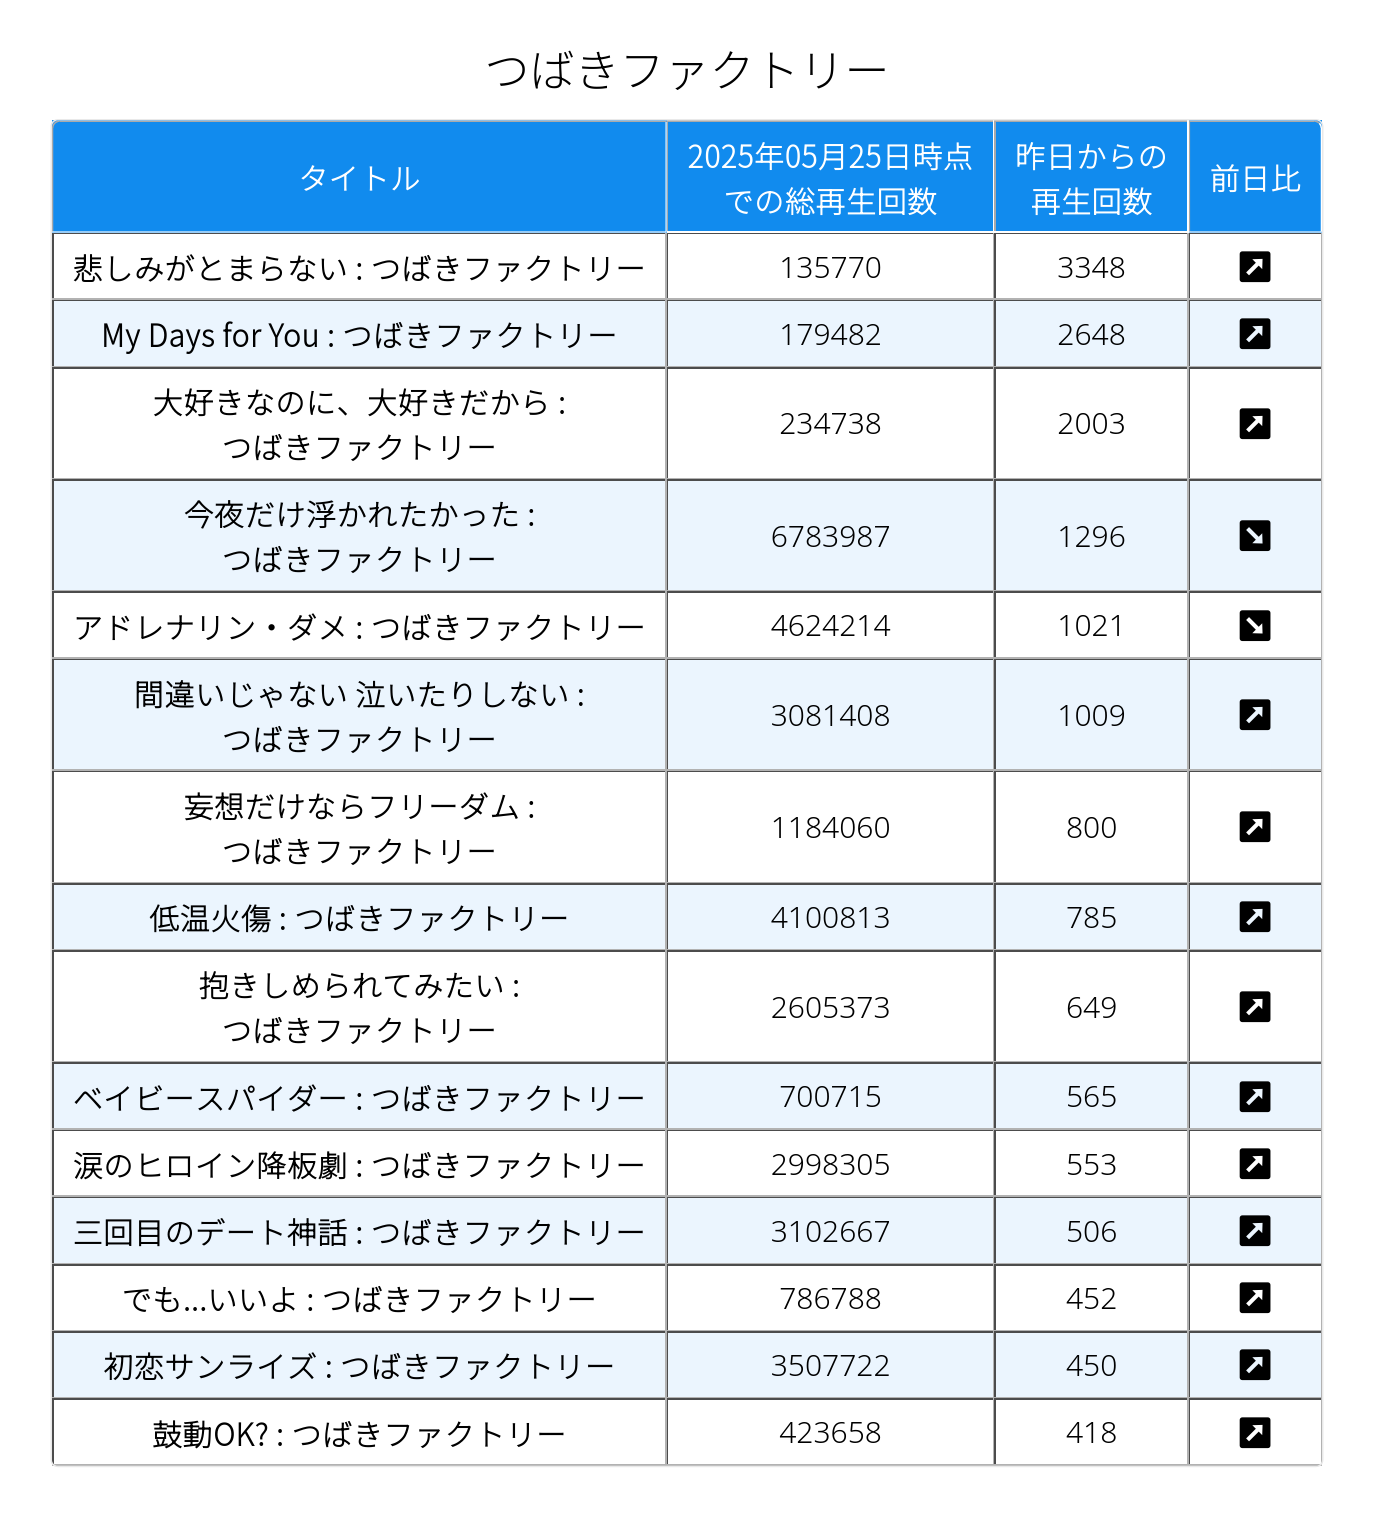 つばきファクトリー
タイトル
2025年05月25日時点
での総再生回数
昨日からの
再生回数
前日比
悲しみがとまらない : つばきファクトリー
135770
3348
My Days for You : つばきファクトリー
179482
2648
大好きなのに、大好きだから :
つばきファクトリー
234738
2003
今夜だけ浮かれたかった :
つばきファクトリー
6783987
1296
アドレナリン・ダメ : つばきファクトリー
4624214
1021
間違いじゃない 泣いたりしない :
つばきファクトリー
3081408
1009
妄想だけならフリーダム :
つばきファクトリー
1184060
800
低温火傷 : つばきファクトリー
4100813
785
抱きしめられてみたい :
つばきファクトリー
2605373
649
ベイビースパイダー : つばきファクトリー
700715
565
涙のヒロイン降板劇 : つばきファクトリー
2998305
553
三回目のデート神話 : つばきファクトリー
3102667
506
でも...いいよ : つばきファクトリー
786788
452
初恋サンライズ : つばきファクトリー
3507722
450
鼓動OK? : つばきファクトリー
423658
418